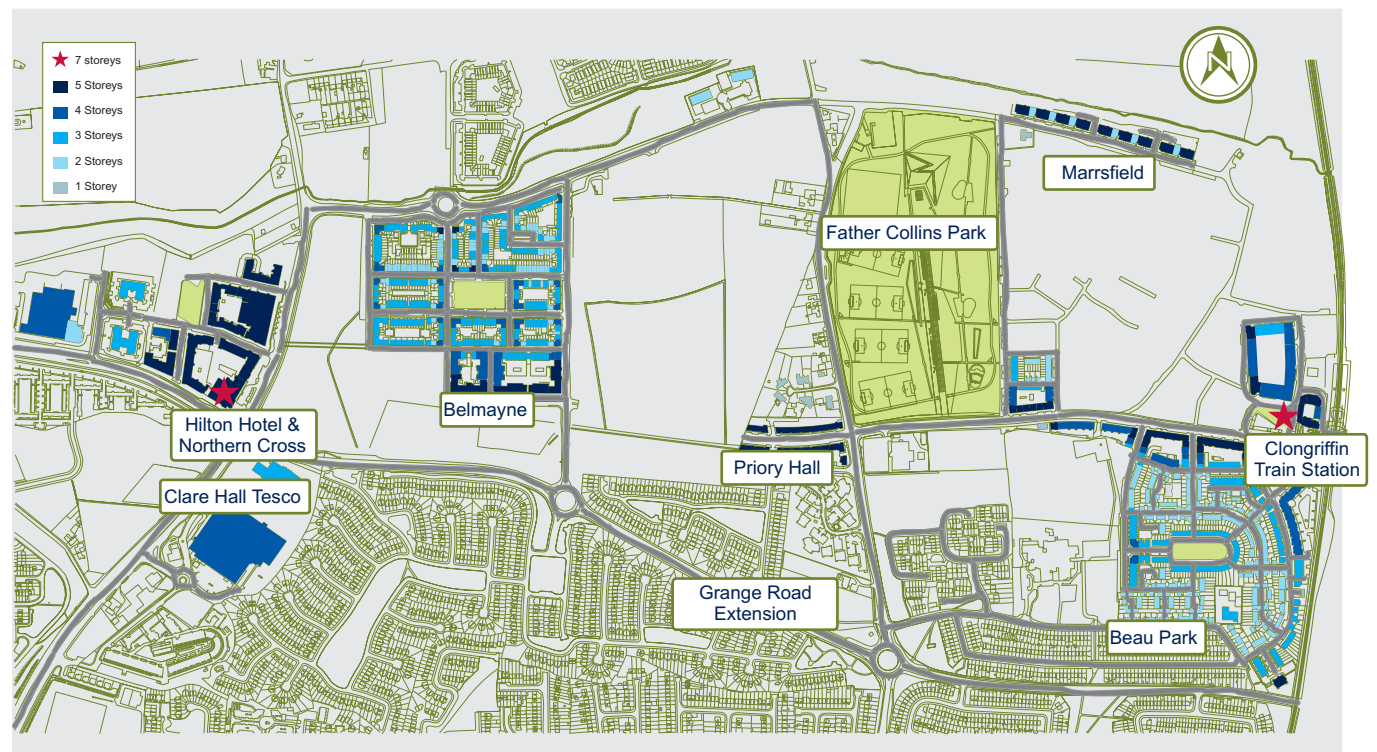 N
7 storeys
5 Storeys
4 Storeys
3 Storeys
2 Storeys
1 Storey
Marrsfield
Father Collins Park
Hilton Hotel &
Northern Cross
Belmayne
Priory Hall
Clongriffin
Train Station
Clare Hall Tesco
Grange Road
Extension
Beau Park